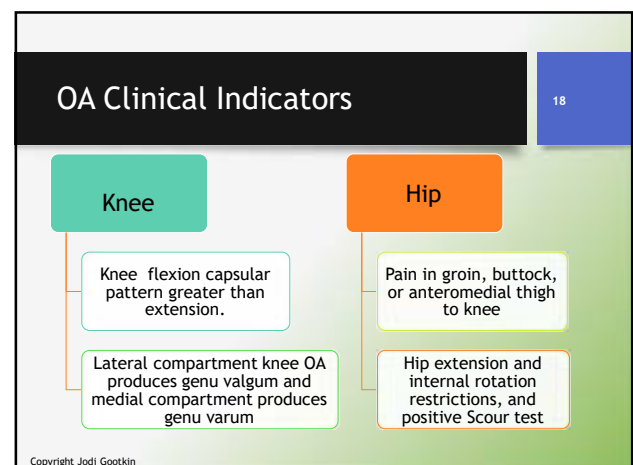 OA Clinical Indicators
18
Knee
Knee flexion capsular
pattern greater than
extension.
Lateral compartment knee OA
produces genu valgum and
medial compartment produces
genu varum
Hip
Pain in groin, buttock,
or anteromedial thigh
to knee
Hip extension and
internal rotation
restrictions, and
positive Scour test
Copyright Jodi Gootkin